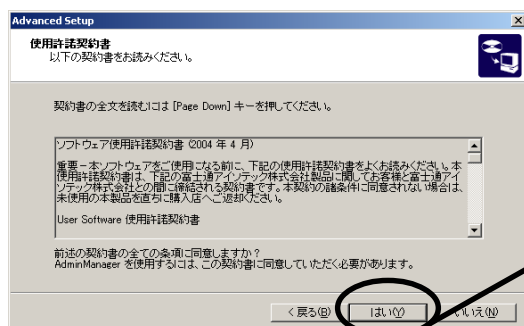 Advanced Setup
使用許諾契約書
以下の契約書をお読みください。
契約書の全文を読むには [Page Down] キーを押してください。
ソフトウェア使用許諾契約書 (2004 年 4 月)
重要－本ソフトウェアをご使用になる前に、下記の使用許諾契約書をよくお読みください。本
使用許諾契約書は、下記の富士通アインテック株式会社製品に関してお客様と富士通アイ
ソテック株式会社との間に締結される契約書です。本契約の諸条件に同意されない場合は、
未使用の本製品を直ちに購入店へご返却ください。
User Software 使用許諾契約書
前述の契約書の全ての条項に同意しますか？
AdminManager を使用するには、この契約書に同意していただく必要があります。
< 戻る(B)
はい(Y)
いいえ(N)